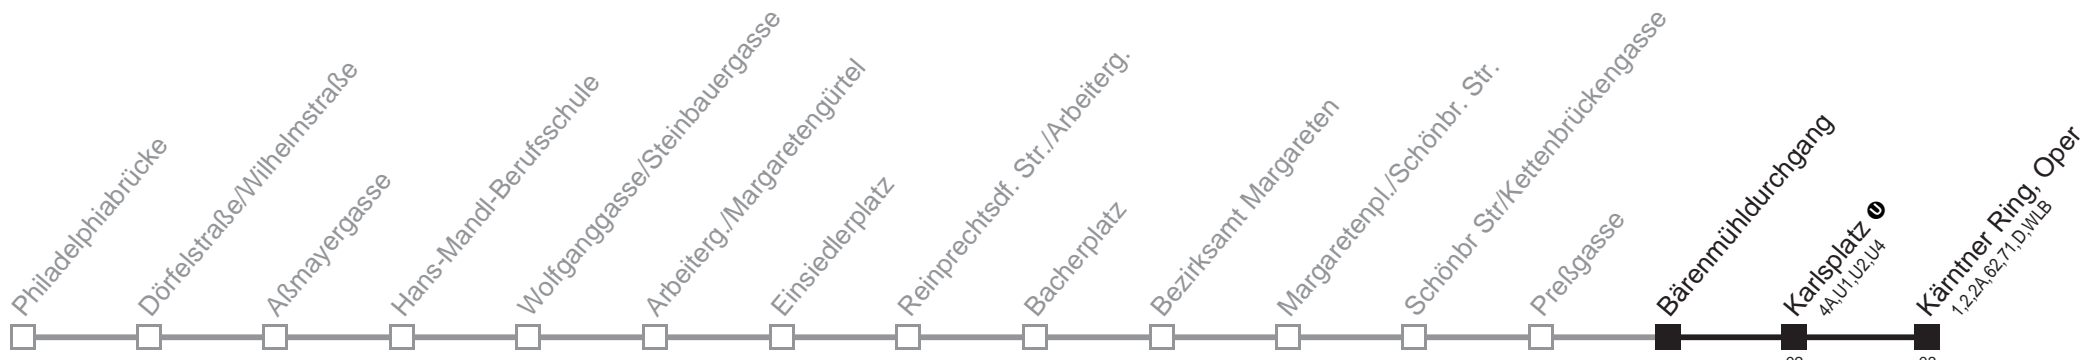 Philadelphiabrücke
Dörfelstraße/Wilhelmstraße
Aßmayergasse
Hans-Mandl-Berufsschule
Wolfganggasse/Steinbauergasse
Arbeiterg./Margaretengürtel
Einsiedlerplatz
Reinprechtsdf. Str./Arbeiterg.
Bacherplatz
Bezirksamt Margareten
Margaretenpl./Schönbr. Str.
Schönbr Str/Kettenbrückengasse
Preßgasse
Bärenmühldurchgang
Karlsplatz U
4A,U1,U2,U4
Kärntner Ring, Oper
1,2,2A,62,71,D,WLB